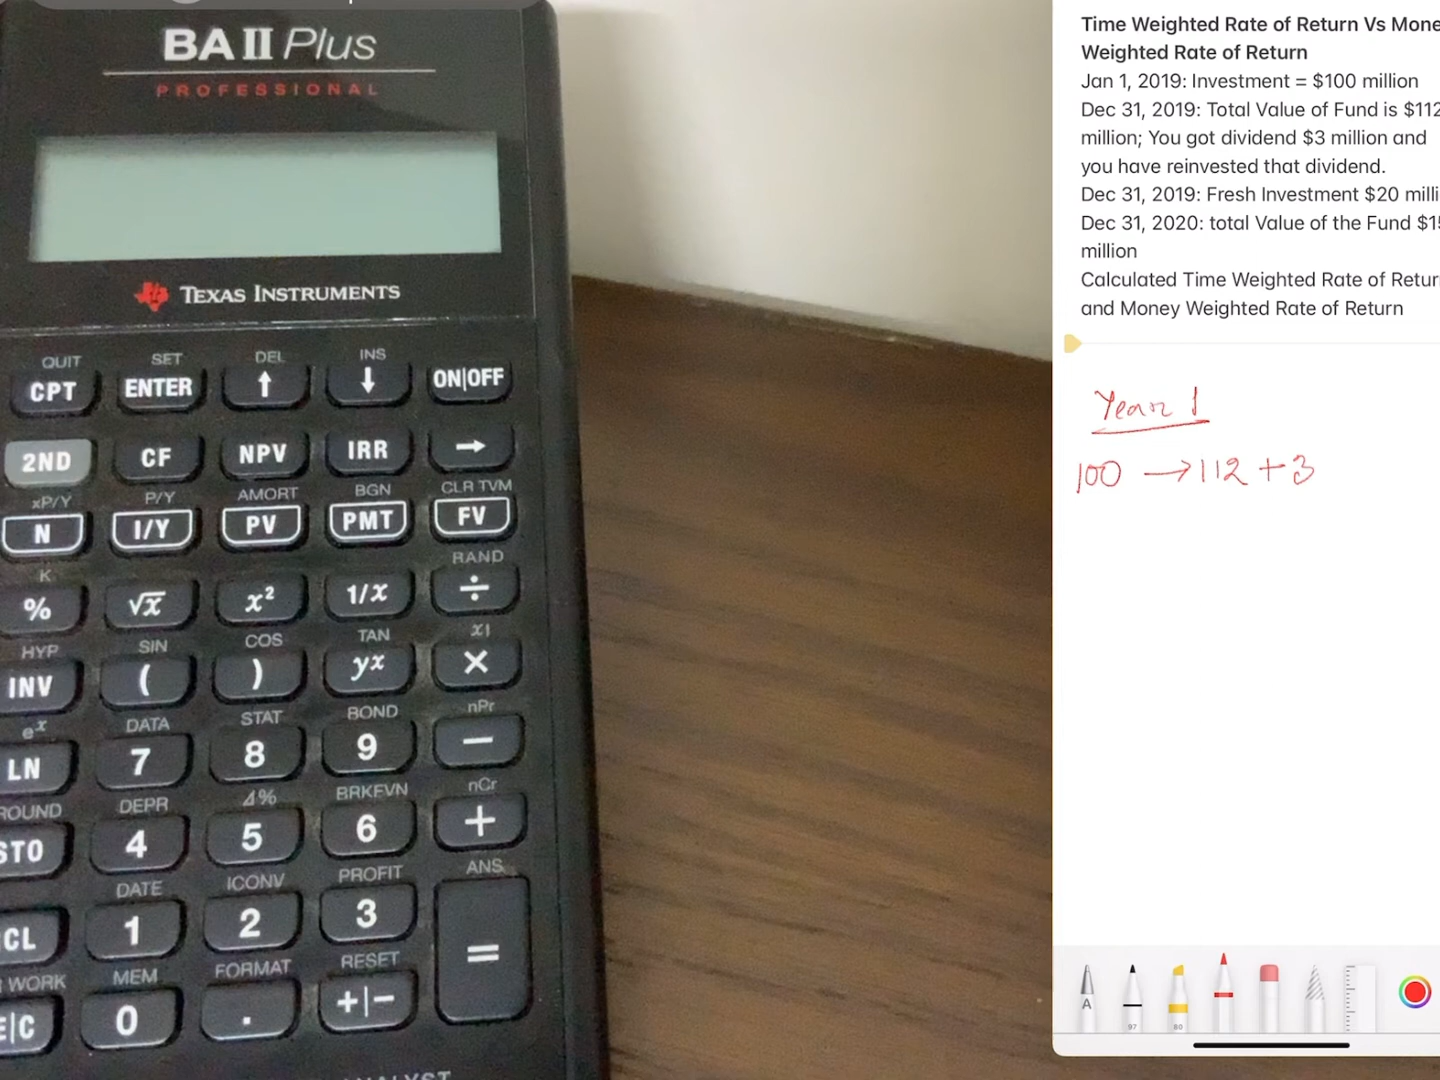 BA II Plus
PROFESSIONAL
TEXAS INSTRUMENTS
QUIT SET DEL INS
CPT ENTER ↑ ↓ ON|OFF
2ND CF NPV IRR →
xP/Y P/Y AMORT BGN CLR TVM
N I/Y PV PMT FV
K RAND
% √x x² 1/x ÷
HYP SIN COS TAN x!
INV ( ) yx ×
eˣ DATA STAT BOND nPr
LN 7 8 9 −
ROUND DEPR Δ% BRKEVN nCr
STO 4 5 6 +
DATE ICONV PROFIT ANS
1 2 3 =
WORK MEM FORMAT RESET
0 . +|−
Time Weighted Rate of Return Vs
Weighted Rate of Return
Jan 1, 2019: Investment = $100 million
Dec 31, 2019: Total Value of Fund is $112
million; You got dividend $3 million and
you have reinvested that dividend.
Dec 31, 2019: Fresh Investment $20
Dec 31, 2020: total Value of the Fund
million
Calculated Time Weighted Rate of
and Money Weighted Rate of Return
Year 1
100 → 112 + 3
A
97
80